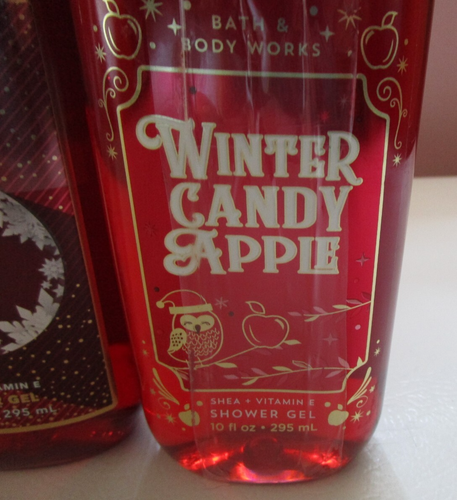 BATH &
BODY WORKS
WINTER
CANDY
APPLE
SHEA + VITAMIN E
SHOWER GEL
10 fl oz • 295 mL
AMIN E
GEL
295 mL